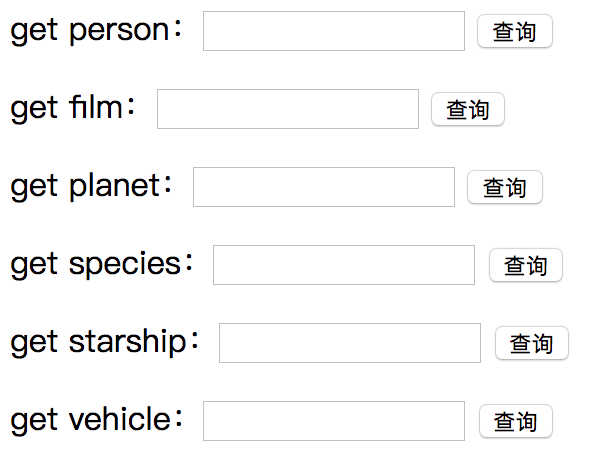 get person： 查询
get film： 查询
get planet： 查询
get species： 查询
get starship： 查询
get vehicle： 查询